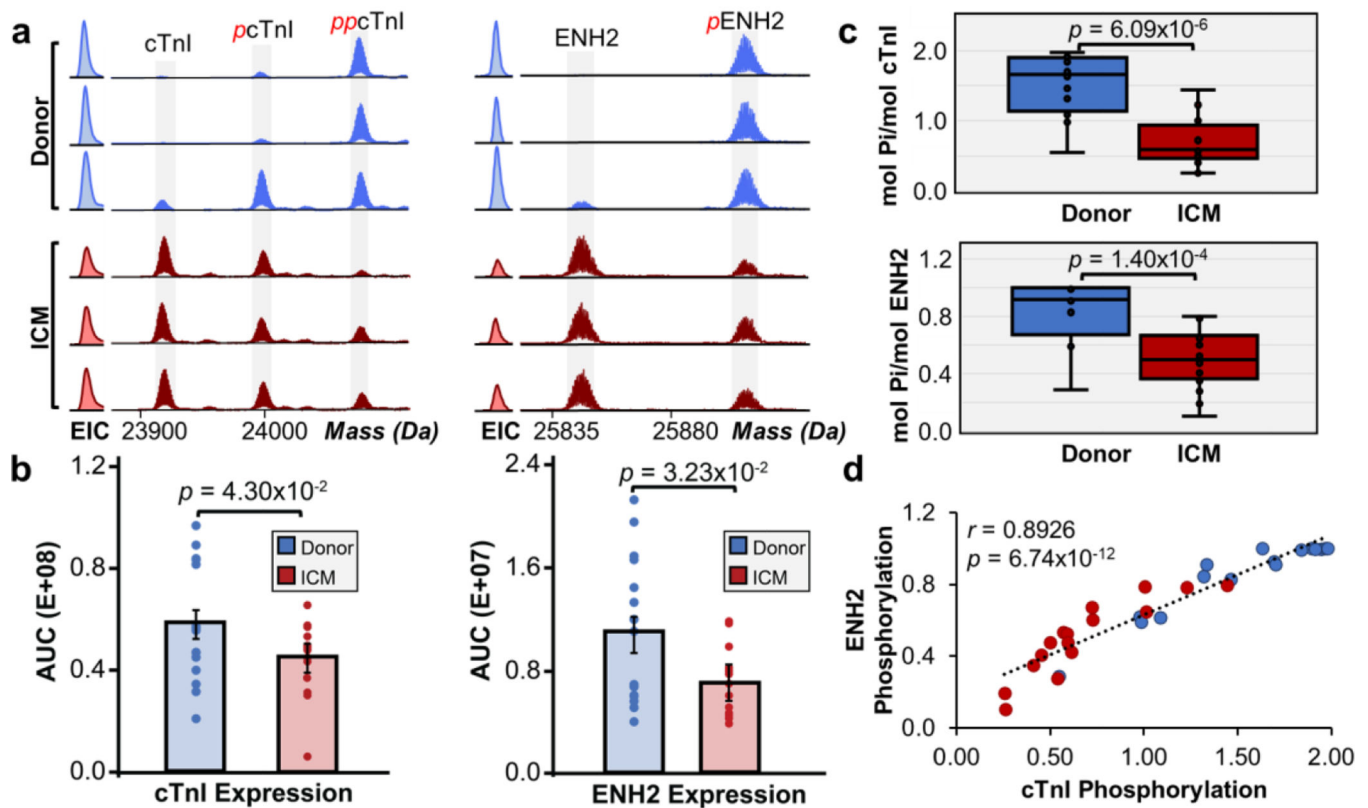 a
cTnI
pcTnI
ppcTnI
ENH2
pENH2
Donor
ICM
EIC
23900
24000
Mass (Da)
EIC
25835
25880
Mass (Da)
b
1.2
0.6
0.4
0.0
AUC (E+08)
p = 4.30x10-2
Donor
ICM
cTnI Expression
2.4
1.6
0.8
0.0
AUC (E+07)
p = 3.23x10-2
Donor
ICM
ENH2 Expression
c
2.0
1.0
0.0
mol Pi/mol cTnI
p = 6.09x10-6
Donor
ICM
1.2
0.8
0.4
0.0
mol Pi/mol ENH2
p = 1.40x10-4
Donor
ICM
d
1.2
0.8
0.4
0.0
ENH2
Phosphorylation
r = 0.8926
p = 6.74x10-12
0.00
0.50
1.00
1.50
2.00
cTnI Phosphorylation